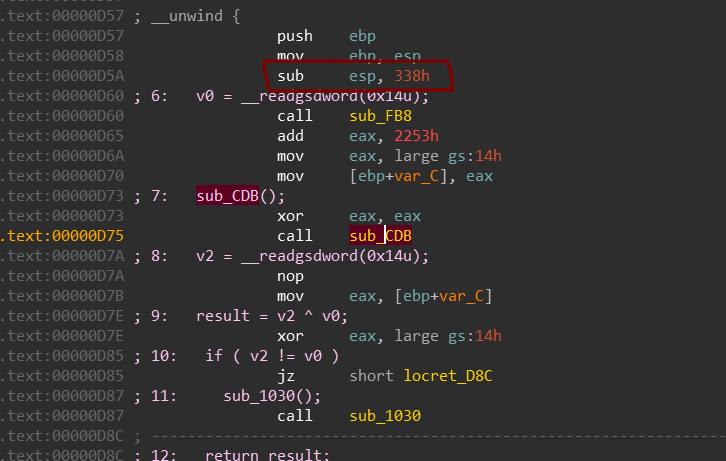 .text:00000D57 ; __unwind {
.text:00000D57 push ebp
.text:00000D58 mov ebp, esp
.text:00000D5A sub esp, 338h
.text:00000D60 ; 6: v0 = __readgsdword(0x14u);
.text:00000D60 call sub_FB8
.text:00000D65 add eax, 2253h
.text:00000D6A mov eax, large gs:14h
.text:00000D70 mov [ebp+var_C], eax
.text:00000D73 ; 7: sub_CDB();
.text:00000D73 xor eax, eax
.text:00000D75 call sub_CDB
.text:00000D7A ; 8: v2 = __readgsdword(0x14u);
.text:00000D7A nop
.text:00000D7B mov eax, [ebp+var_C]
.text:00000D7E ; 9: result = v2 ^ v0;
.text:00000D7E xor eax, large gs:14h
.text:00000D85 ; 10: if ( v2 != v0 )
.text:00000D85 jz short locret_D8C
.text:00000D87 ; 11: sub_1030();
.text:00000D87 call sub_1030
.text:00000D8C ; ---------------------------------------------------------------------------
.text:00000D8C ; 12: return result;